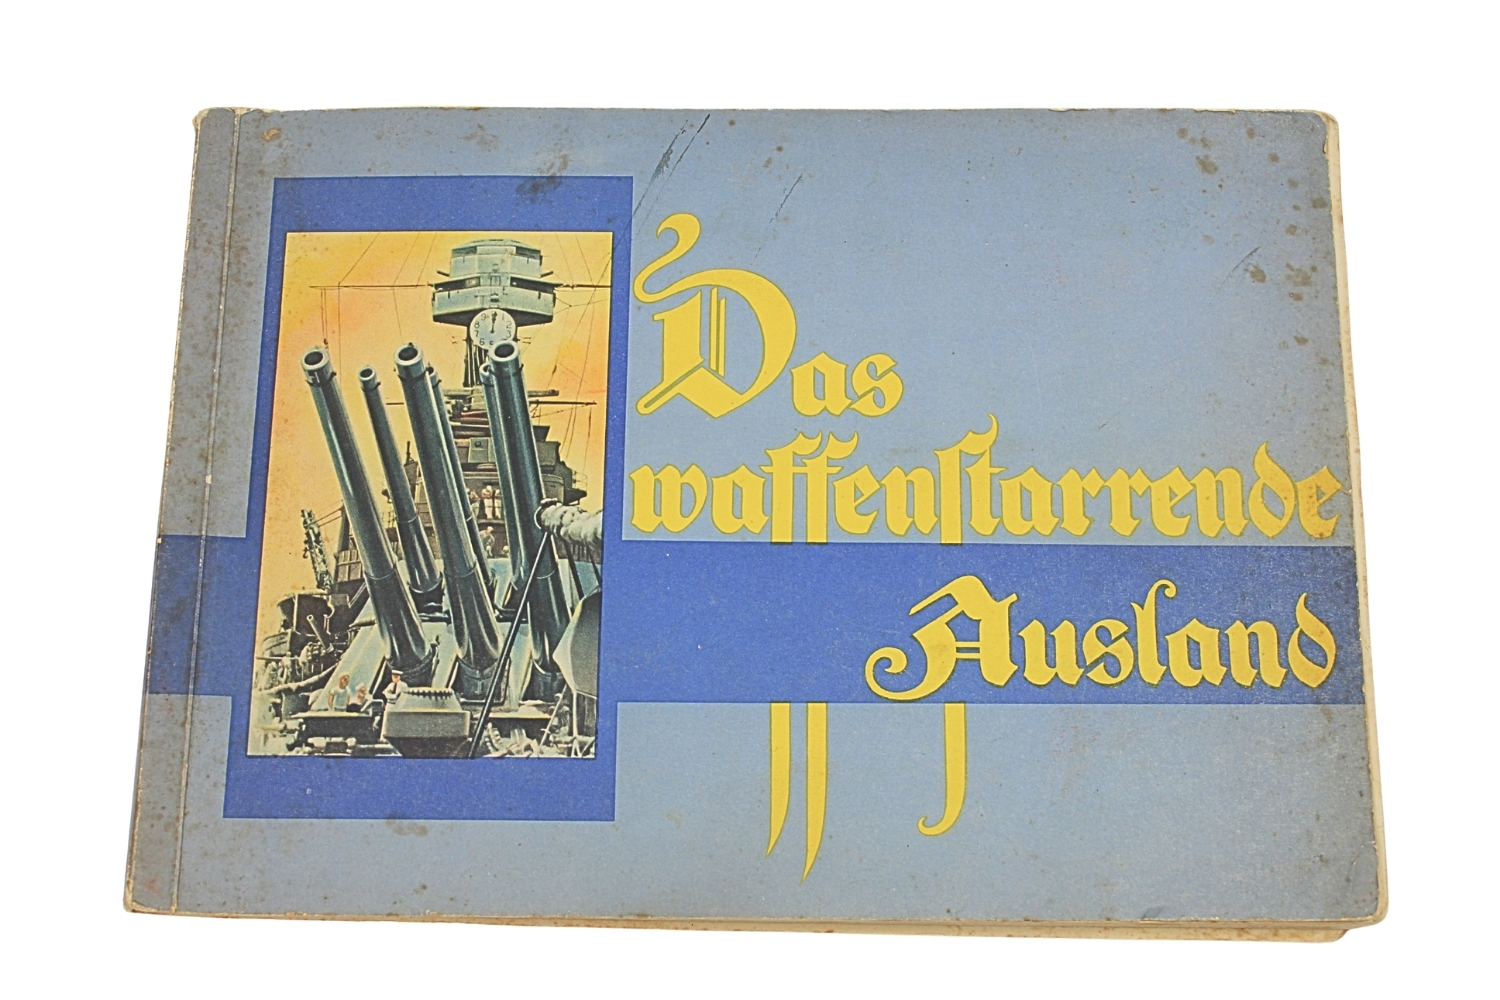 Das
waffenstarrende
Ausland